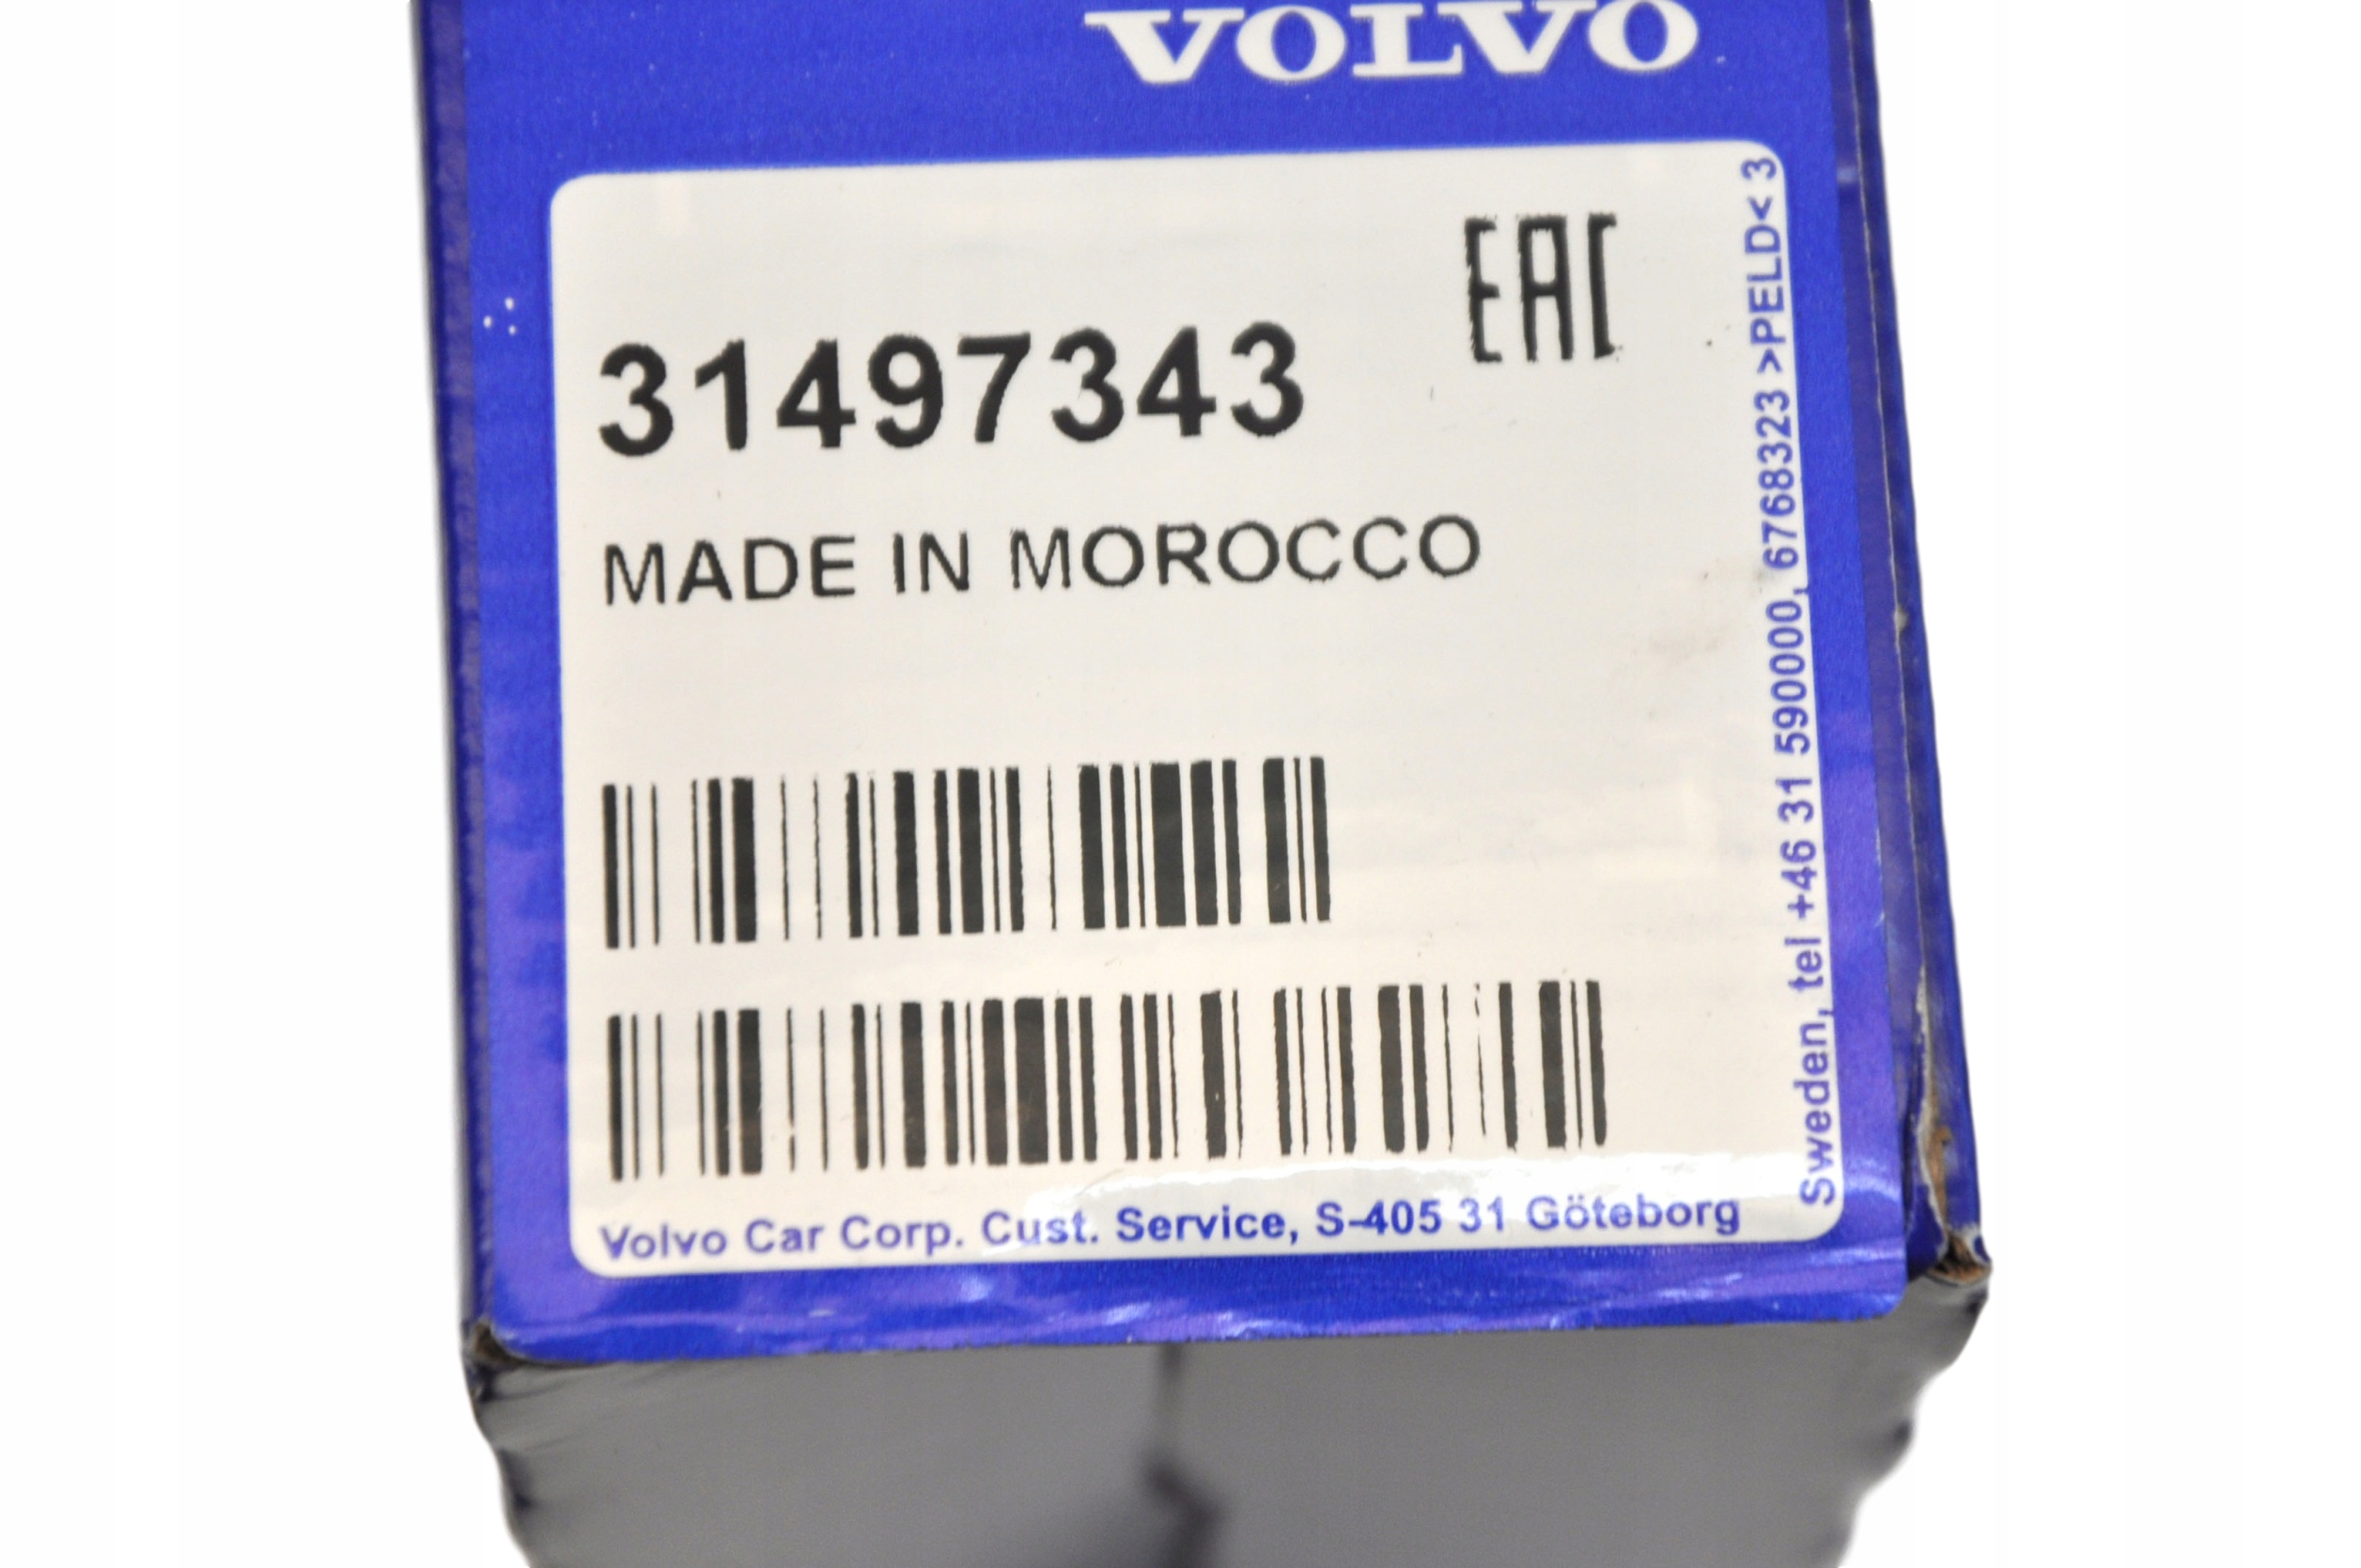 VOLVO
EAC
31497343
MADE IN MOROCCO
Volvo Car Corp. Cust. Service, S-405 31 Göteborg
Sweden, tel +46 31 590000, 6768323 >PELD< 3